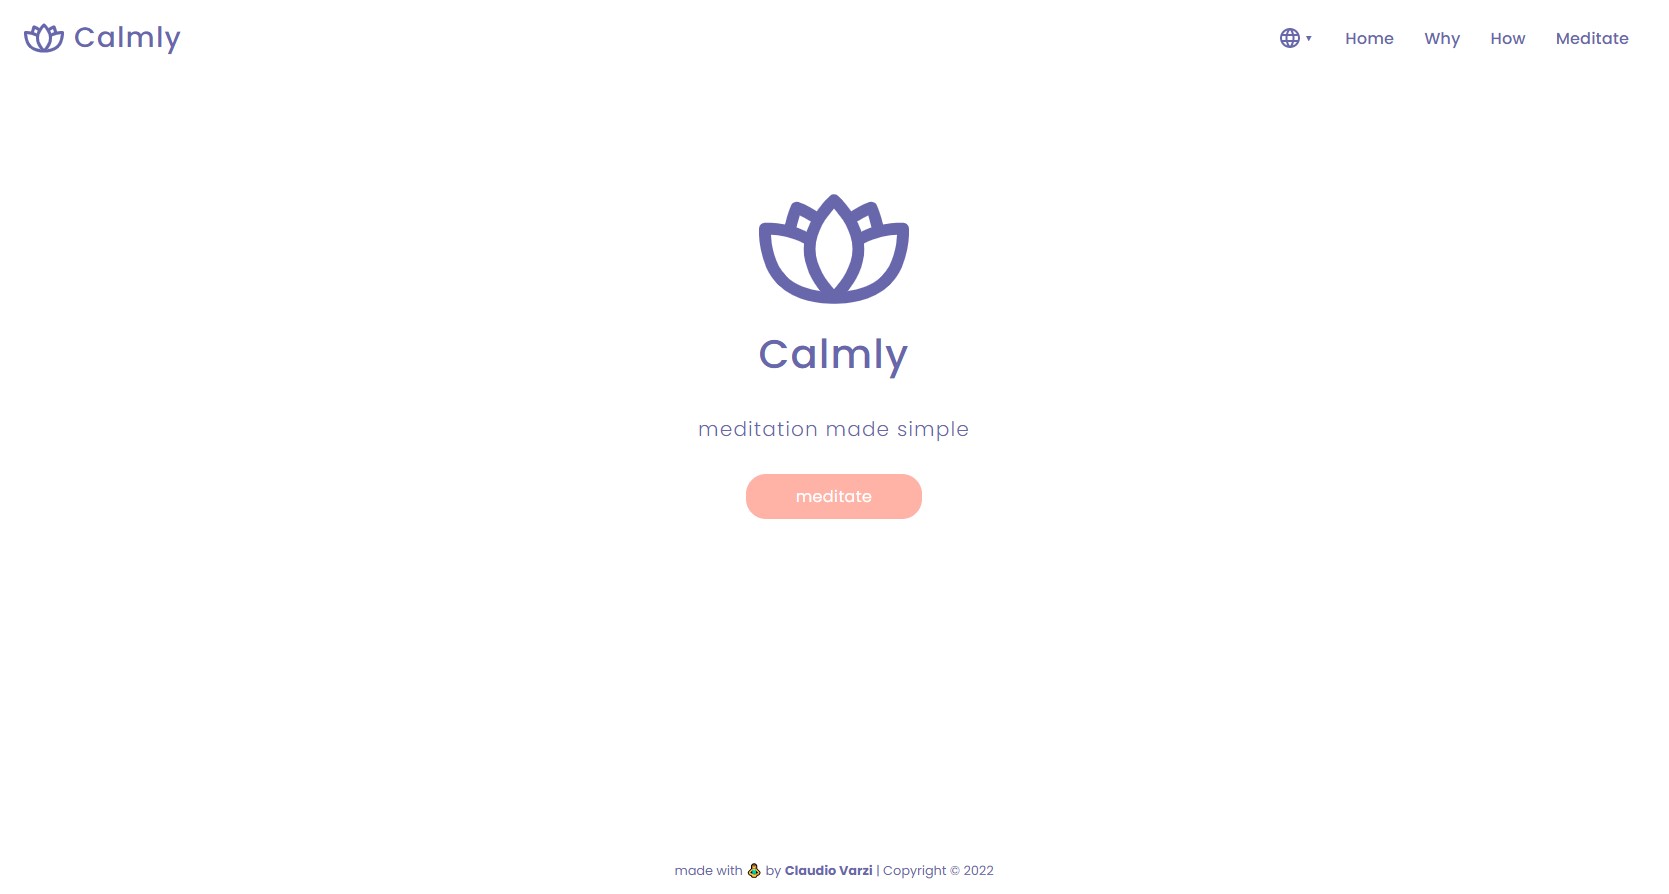 Calmly
Home Why How Meditate
Calmly
meditation made simple
meditate
made with by Claudio Varzi | Copyright © 2022